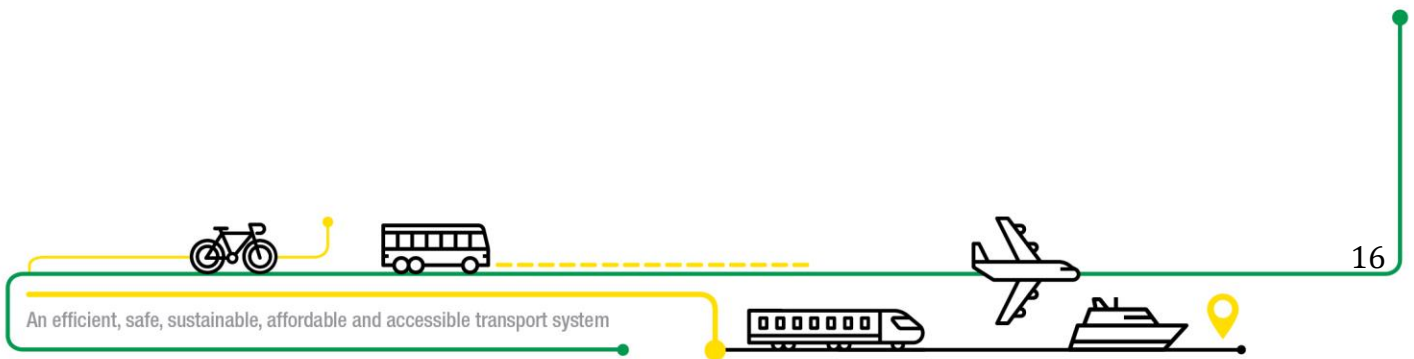 16
An efficient, safe, sustainable, affordable and accessible transport system